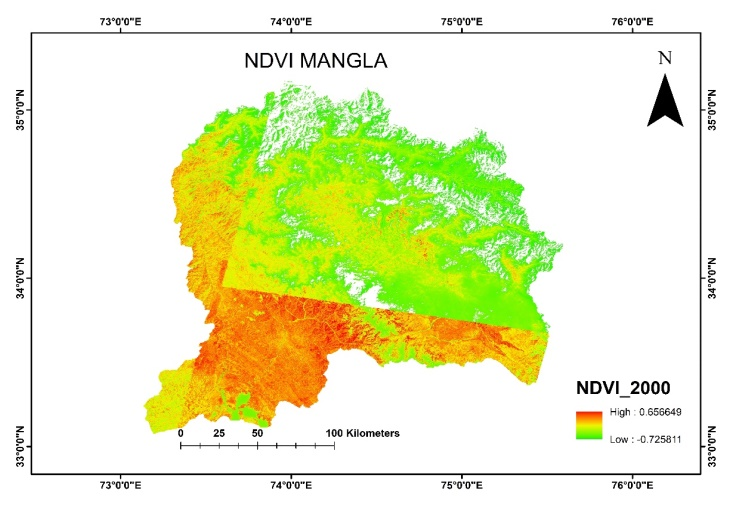 73°0'0"E 74°0'0"E 75°0'0"E 76°0'0"E
NDVI MANGLA
N
35°0'0"N 35°0'0"N
34°0'0"N 34°0'0"N
33°0'0"N 33°0'0"N
NDVI_2000
High : 0.656649
Low : -0.725811
0 25 50 100 Kilometers
73°0'0"E 74°0'0"E 75°0'0"E 76°0'0"E